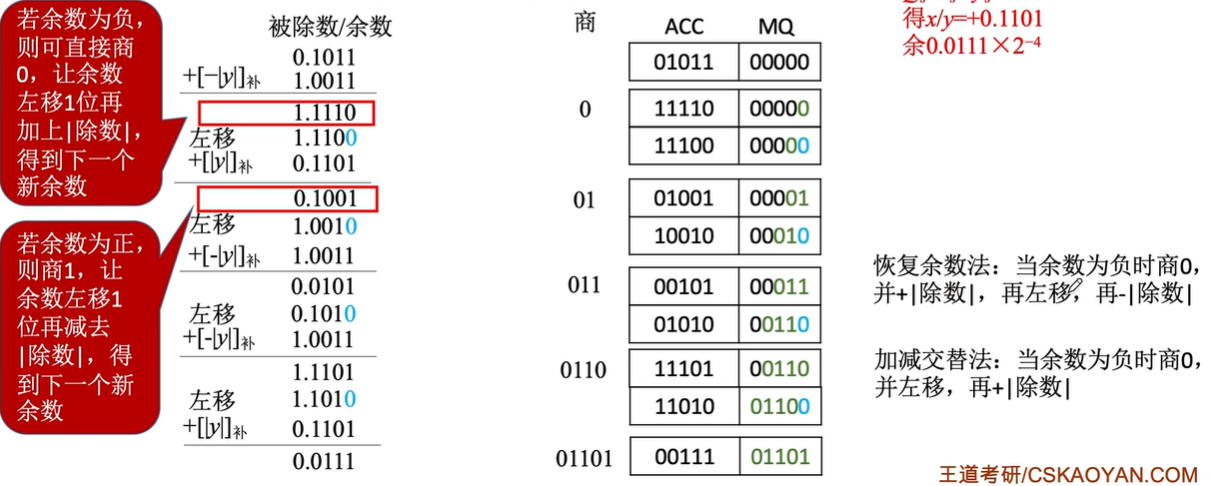 若余数为负，
则可直接商
0，让余数
左移1位再
加上|除数|，
得到下一个
新余数
若余数为正，
则商1，让
余数左移1
位再减去
|除数|，得
到下一个新
余数
被除数/余数
0.1011
+[−|y|]补 1.0011
1.1110
左移 1.1100
+[|y|]补 0.1101
0.1001
左移 1.0010
+[-|y|]补 1.0011
0.0101
左移 0.1010
+[-|y|]补 1.0011
1.1101
左移 1.1010
+[|y|]补 0.1101
0.0111
商 ACC MQ
01011 00000
0 11110 00000
11100 00000
01 01001 00001
10010 00010
011 00101 00011
01010 00110
0110 11101 00110
11010 01100
01101 00111 01101
得x/y=+0.1101
余0.0111×2⁻⁴
恢复余数法：当余数为负时商0，
并+|除数|，再左移，再-|除数|
加减交替法：当余数为负时商0，
并左移，再+|除数|
王道考研/CSKAOYAN.COM